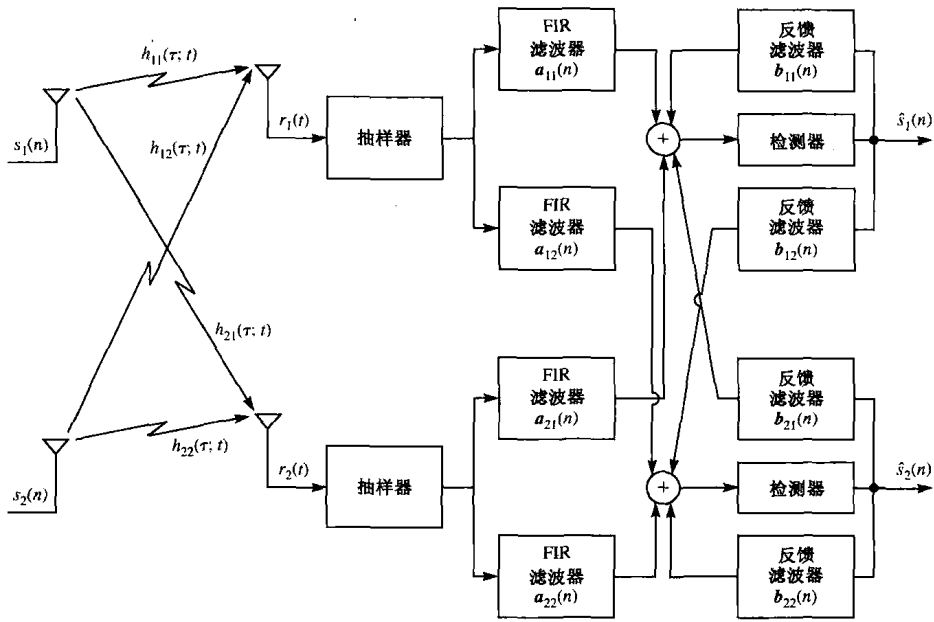 s₁(n)
h₁₁(τ; t)
h₁₂(τ; t)
r₁(t)
抽样器
FIR
滤波器
a₁₁(n)
FIR
滤波器
a₁₂(n)
+
反馈
滤波器
b₁₁(n)
检测器
反馈
滤波器
b₁₂(n)
ŝ₁(n)
s₂(n)
h₂₁(τ; t)
h₂₂(τ; t)
r₂(t)
抽样器
FIR
滤波器
a₂₁(n)
FIR
滤波器
a₂₂(n)
+
反馈
滤波器
b₂₁(n)
检测器
反馈
滤波器
b₂₂(n)
ŝ₂(n)